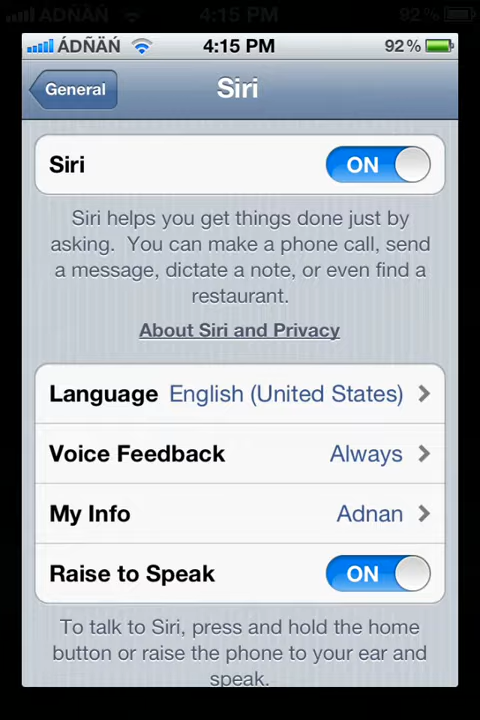 ADÑÄŃ 4:15 PM 92%
ÁDÑÄŃ 4:15 PM 92%
General Siri
Siri ON
Siri helps you get things done just by
asking. You can make a phone call, send
a message, dictate a note, or even find a
restaurant.
About Siri and Privacy
Language English (United States)
Voice Feedback Always
My Info Adnan
Raise to Speak ON
To talk to Siri, press and hold the home
button or raise the phone to your ear and
speak.